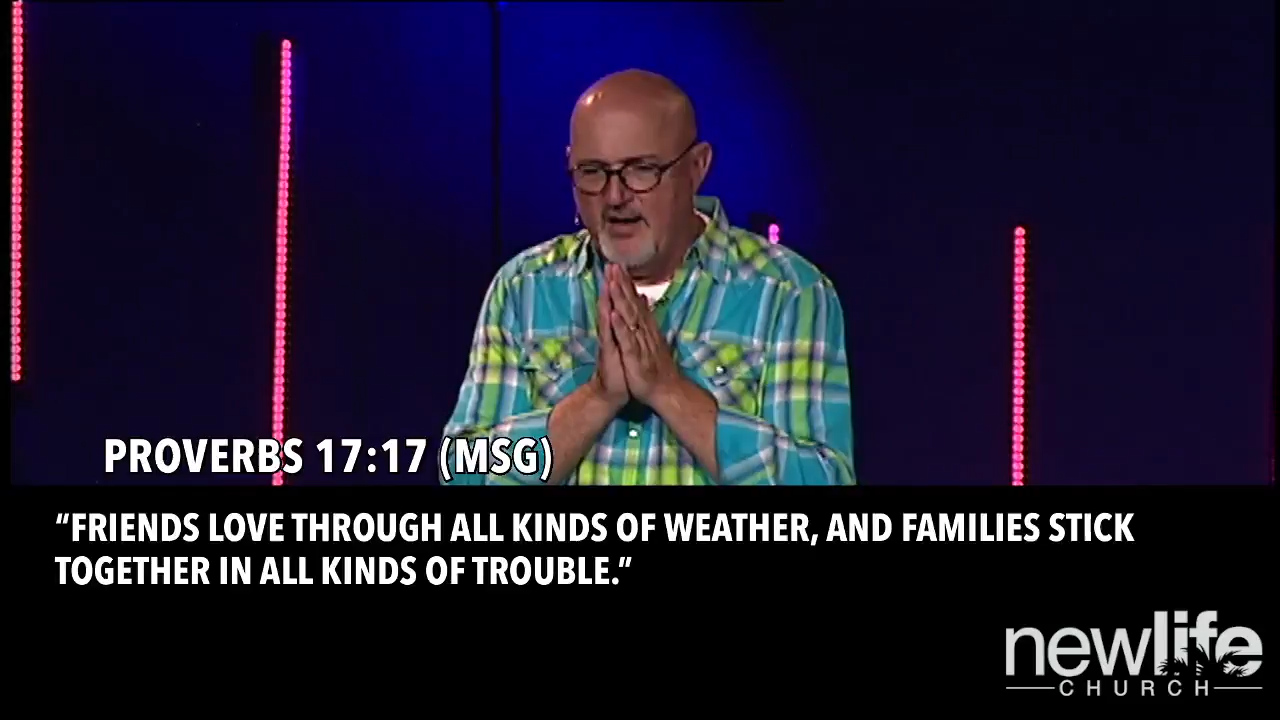 PROVERBS 17:17 (MSG)
“FRIENDS LOVE THROUGH ALL KINDS OF WEATHER, AND FAMILIES STICK
TOGETHER IN ALL KINDS OF TROUBLE.”
newlife
CHURCH